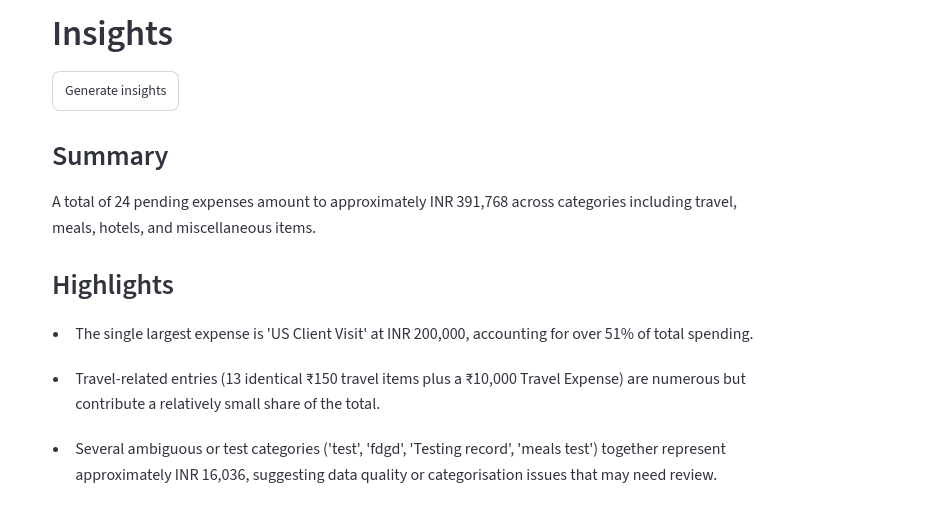 Insights
Generate insights
Summary
A total of 24 pending expenses amount to approximately INR 391,768 across categories including travel,
meals, hotels, and miscellaneous items.
Highlights
• The single largest expense is 'US Client Visit' at INR 200,000, accounting for over 51% of total spending.
• Travel-related entries (13 identical ₹150 travel items plus a ₹10,000 Travel Expense) are numerous but
contribute a relatively small share of the total.
• Several ambiguous or test categories ('test', 'fdgd', 'Testing record', 'meals test') together represent
approximately INR 16,036, suggesting data quality or categorisation issues that may need review.